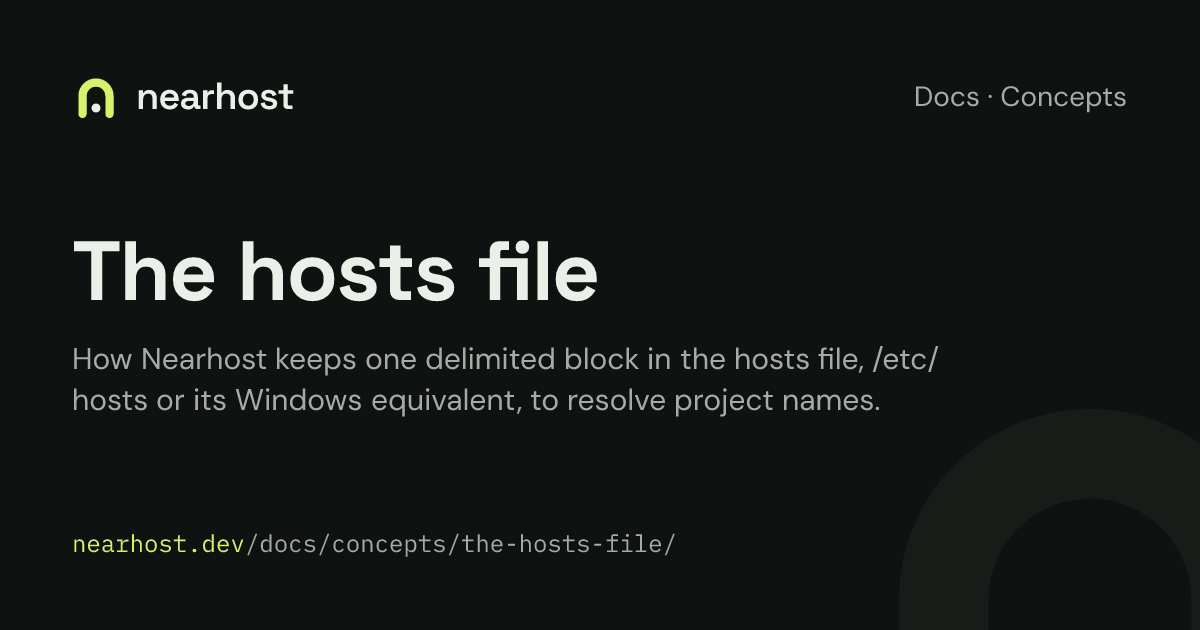 nearhost
Docs · Concepts
The hosts file
How Nearhost keeps one delimited block in the hosts file, /etc/
hosts or its Windows equivalent, to resolve project names.
nearhost.dev/docs/concepts/the-hosts-file/